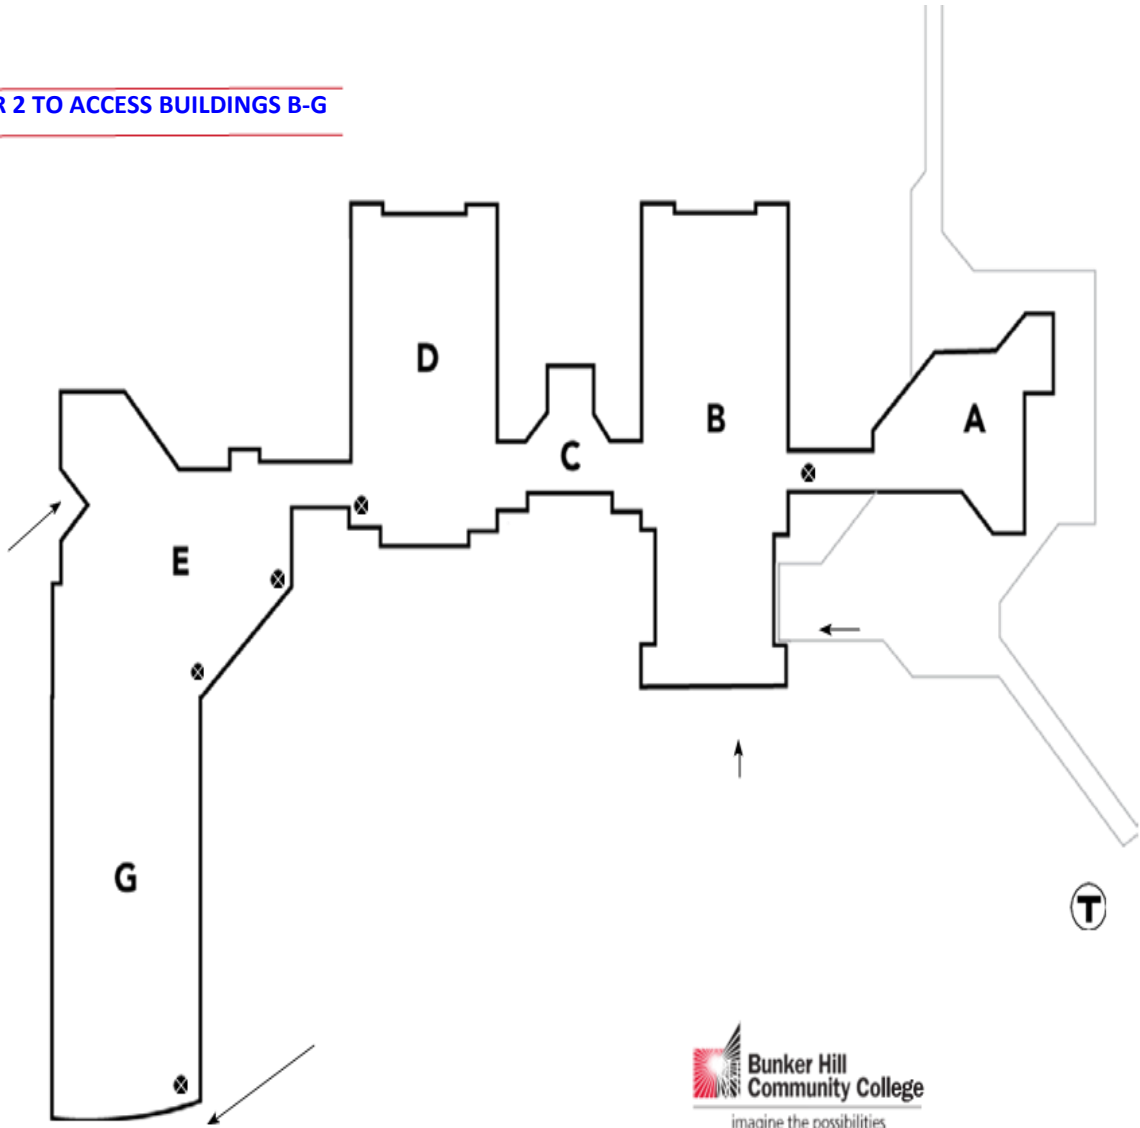 R 2 TO ACCESS BUILDINGS B-G
D
B
A
C
E
G
T
Bunker Hill
Community College
imagine the possibilities